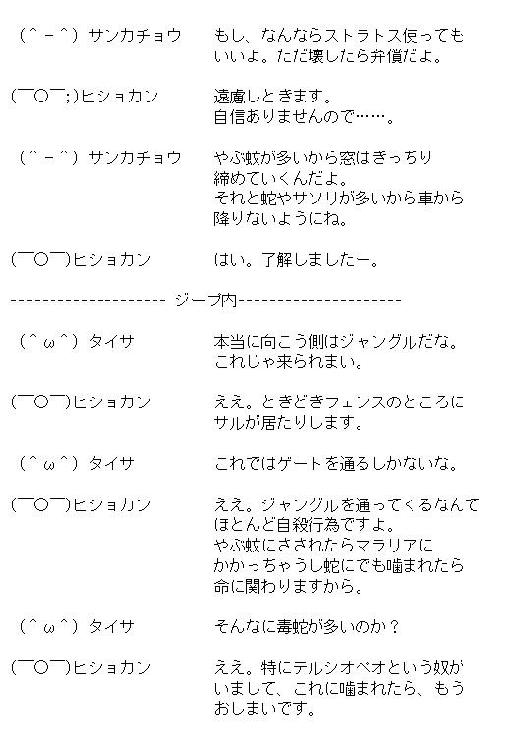 (＾－＾) サンカチョウ　もし、なんならストラトス使っても
いいよ。ただ壊したら弁償だよ。
(￣○￣;)ヒショカン　遠慮しときます。
自信ありませんので……。
(｀－´) サンカチョウ　やぶ蚊が多いから窓はぎっちり
締めていくんだよ。
それと蛇やサソリが多いから車から
降りないようにね。
(￣○￣)ヒショカン　はい。了解しましたー。
-------------------- ジープ内---------------------
(＾ω＾) タイサ　本当に向こう側はジャングルだな。
これじゃ来られまい。
(￣○￣)ヒショカン　ええ。ときどきフェンスのところに
サルが居たりします。
(＾ω＾) タイサ　これではゲートを通るしかないな。
(￣○￣)ヒショカン　ええ。ジャングルを通ってくるなんて
ほとんど自殺行為ですよ。
やぶ蚊にさされたらマラリアに
かかっちゃうし蛇にでも噛まれたら
命に関わりますから。
(＾ω＾) タイサ　そんなに毒蛇が多いのか？
(￣○￣)ヒショカン　ええ。特にテルシオペオという奴が
いまして、これに噛まれたら、もう
おしまいです。